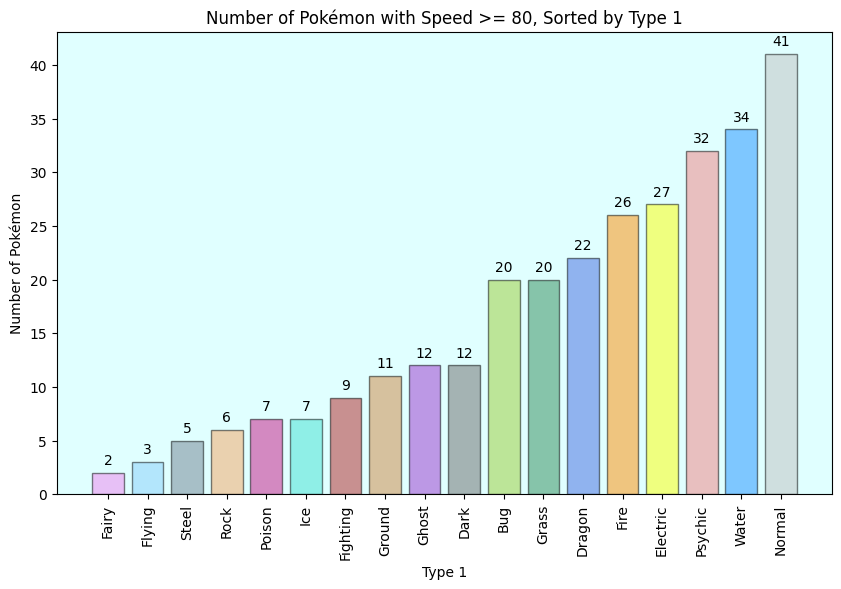 Number of Pokémon with Speed >= 80, Sorted by Type 1
Number of Pokémon
40
35
30
25
20
15
10
5
0
2
3
5
6
7
7
9
11
12
12
20
20
22
26
27
32
34
41
Fairy
Flying
Steel
Rock
Poison
Ice
Fighting
Ground
Ghost
Dark
Bug
Grass
Dragon
Fire
Electric
Psychic
Water
Normal
Type 1